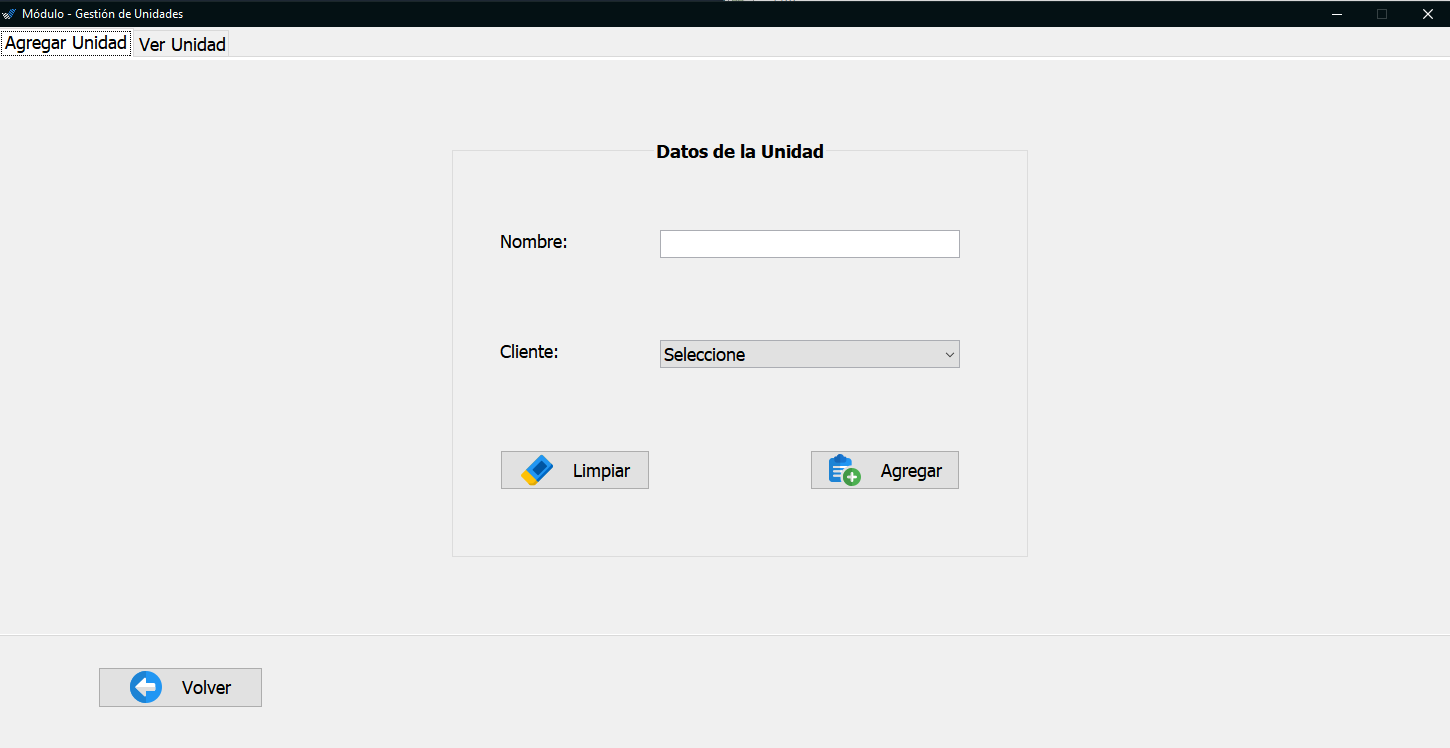 Módulo - Gestión de Unidades
Agregar Unidad
Ver Unidad
Datos de la Unidad
Nombre:
Cliente:
Seleccione
Limpiar
Agregar
Volver